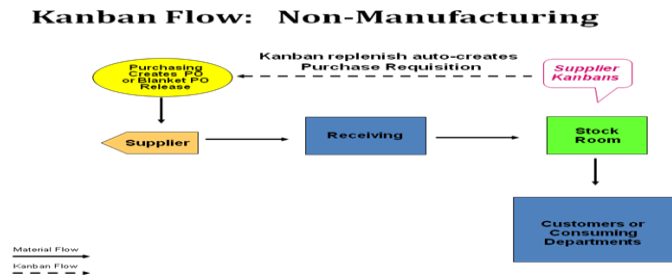 Kanban Flow: Non-Manufacturing
Kanban replenish auto-creates
Purchase Requisition
Purchasing
Creates PO
or Blanket PO
Release
Supplier
Kanbans
Supplier
Receiving
Stock
Room
Customers or
Consuming
Departments
Material Flow
Kanban Flow